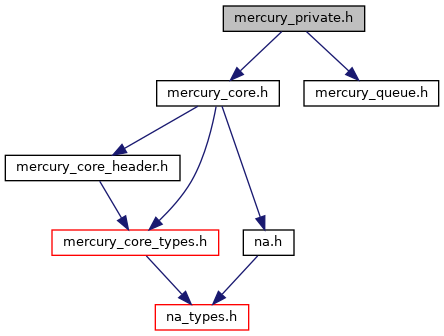 mercury_private.h
mercury_core.h
mercury_queue.h
mercury_core_header.h
mercury_core_types.h
na.h
na_types.h